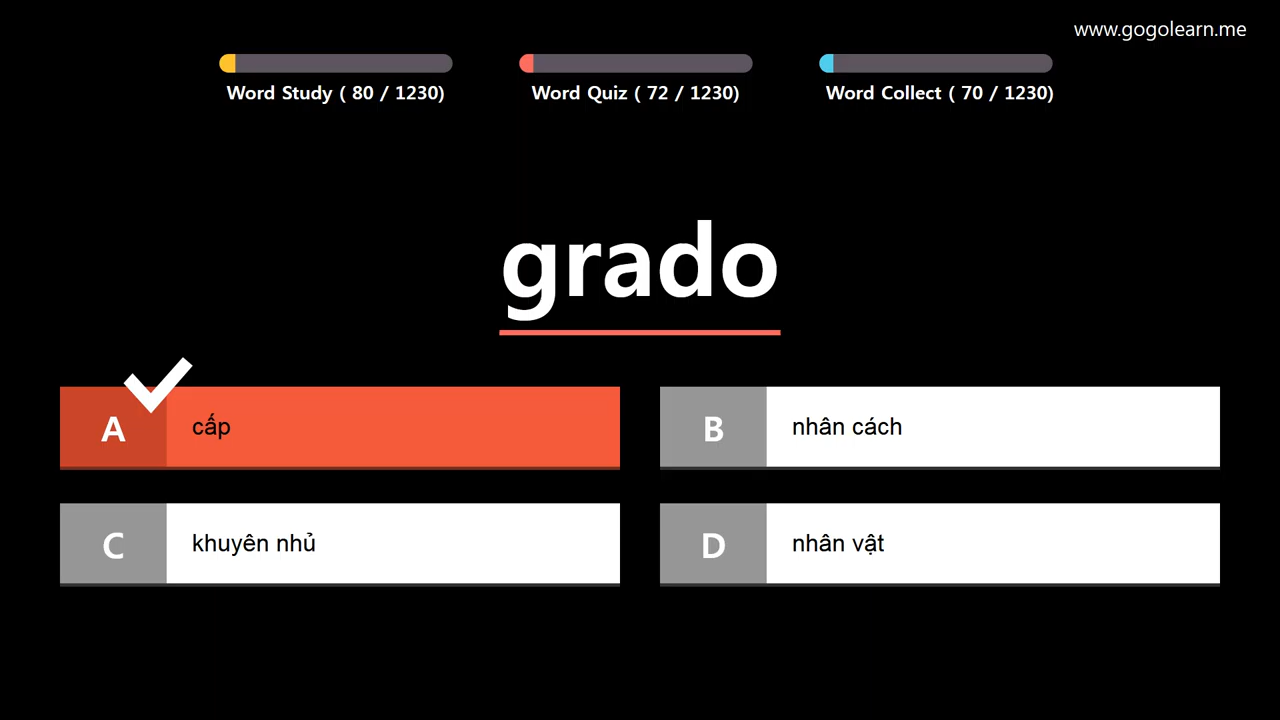 www.gogolearn.me
Word Study ( 80 / 1230)
Word Quiz ( 72 / 1230)
Word Collect ( 70 / 1230)
grado
A cấp
B nhân cách
C khuyên nhủ
D nhân vật